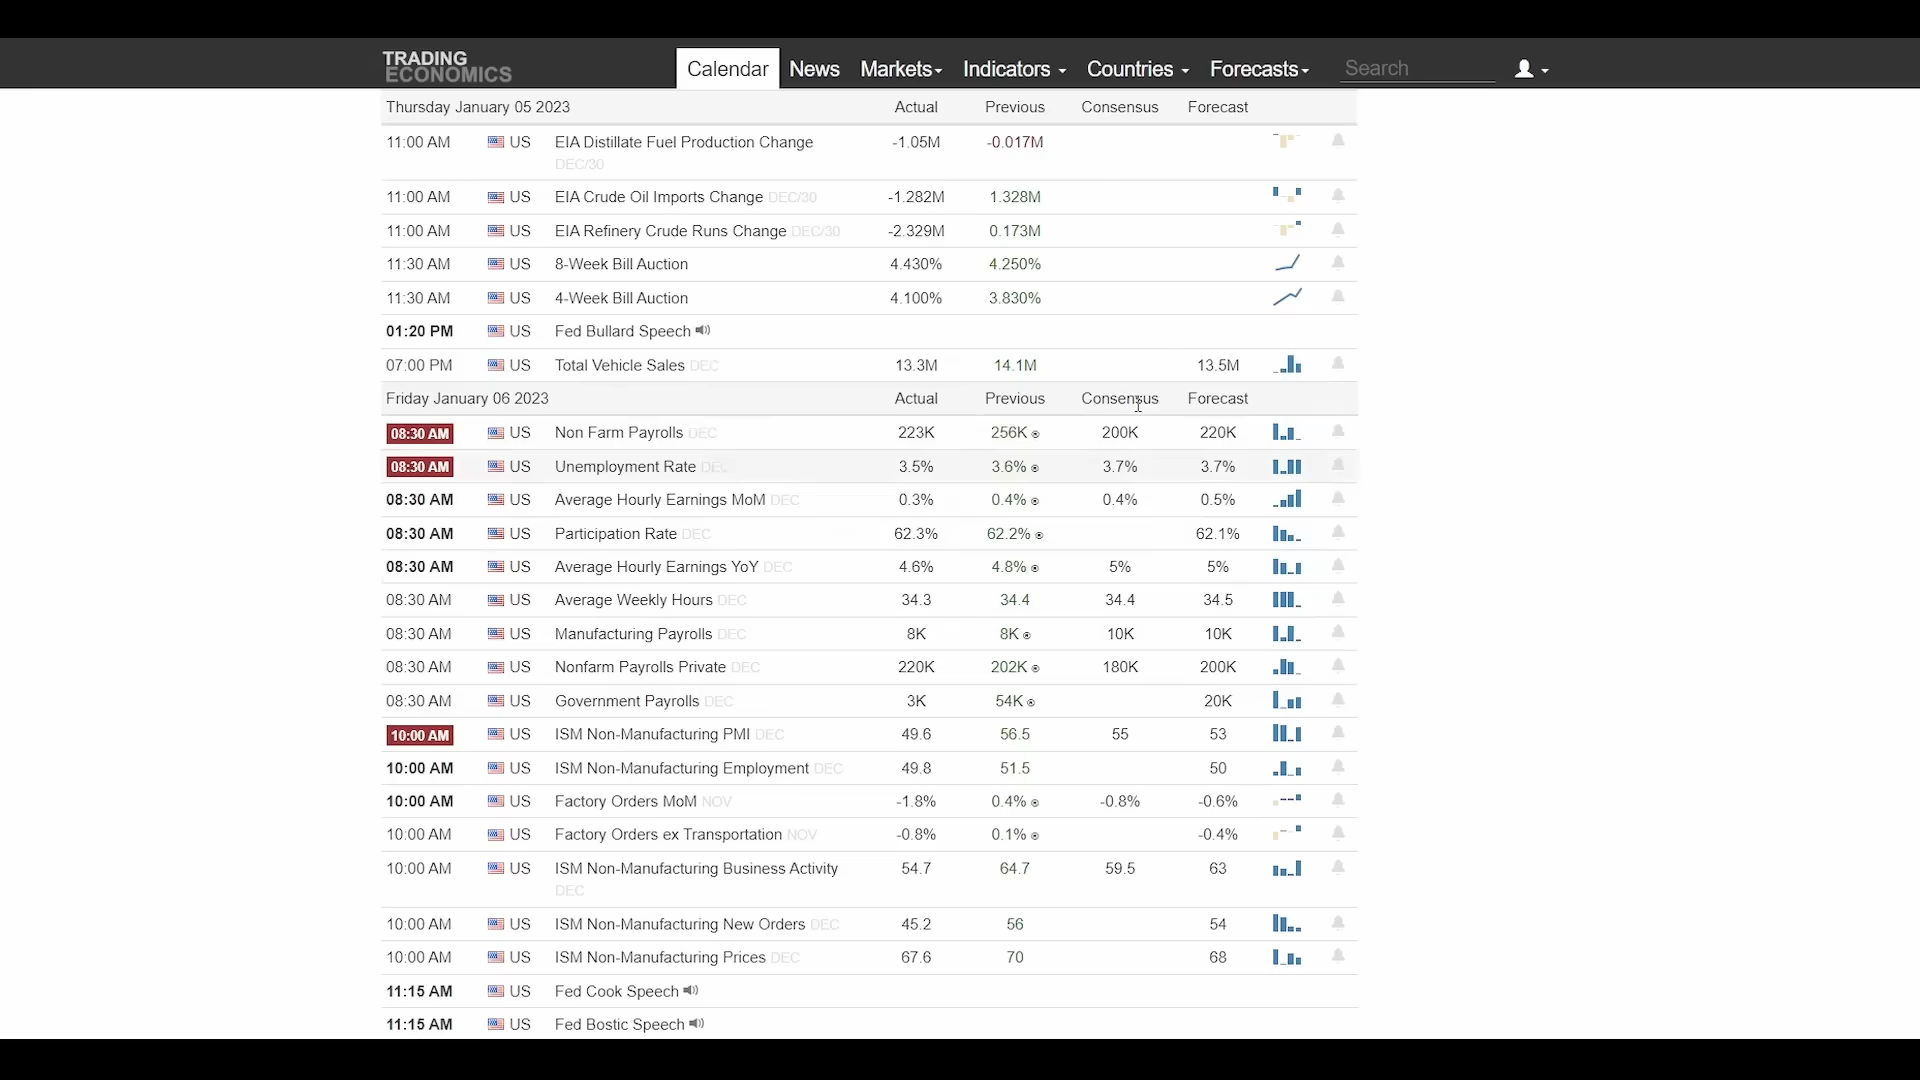 TRADING
ECONOMICS
Calendar News Markets Indicators Countries Forecasts Search
Thursday January 05 2023 Actual Previous Consensus Forecast
11:00 AM US EIA Distillate Fuel Production Change -1.05M -0.017M
DEC/30
11:00 AM US EIA Crude Oil Imports Change DEC/30 -1.282M 1.328M
11:00 AM US EIA Refinery Crude Runs Change DEC/30 -2.329M 0.173M
11:30 AM US 8-Week Bill Auction 4.430% 4.250%
11:30 AM US 4-Week Bill Auction 4.100% 3.830%
01:20 PM US Fed Bullard Speech
07:00 PM US Total Vehicle Sales DEC 13.3M 14.1M 13.5M
Friday January 06 2023 Actual Previous Consensus Forecast
08:30 AM US Non Farm Payrolls DEC 223K 256K 200K 220K
08:30 AM US Unemployment Rate DEC 3.5% 3.6% 3.7% 3.7%
08:30 AM US Average Hourly Earnings MoM DEC 0.3% 0.4% 0.4% 0.5%
08:30 AM US Participation Rate DEC 62.3% 62.2% 62.1%
08:30 AM US Average Hourly Earnings YoY DEC 4.6% 4.8% 5% 5%
08:30 AM US Average Weekly Hours DEC 34.3 34.4 34.4 34.5
08:30 AM US Manufacturing Payrolls DEC 8K 8K 10K 10K
08:30 AM US Nonfarm Payrolls Private DEC 220K 202K 180K 200K
08:30 AM US Government Payrolls DEC 3K 54K 20K
10:00 AM US ISM Non-Manufacturing PMI DEC 49.6 56.5 55 53
10:00 AM US ISM Non-Manufacturing Employment DEC 49.8 51.5 50
10:00 AM US Factory Orders MoM NOV -1.8% 0.4% -0.8% -0.6%
10:00 AM US Factory Orders ex Transportation NOV -0.8% 0.1% -0.4%
10:00 AM US ISM Non-Manufacturing Business Activity 54.7 64.7 59.5 63
DEC
10:00 AM US ISM Non-Manufacturing New Orders DEC 45.2 56 54
10:00 AM US ISM Non-Manufacturing Prices DEC 67.6 70 68
11:15 AM US Fed Cook Speech
11:15 AM US Fed Bostic Speech